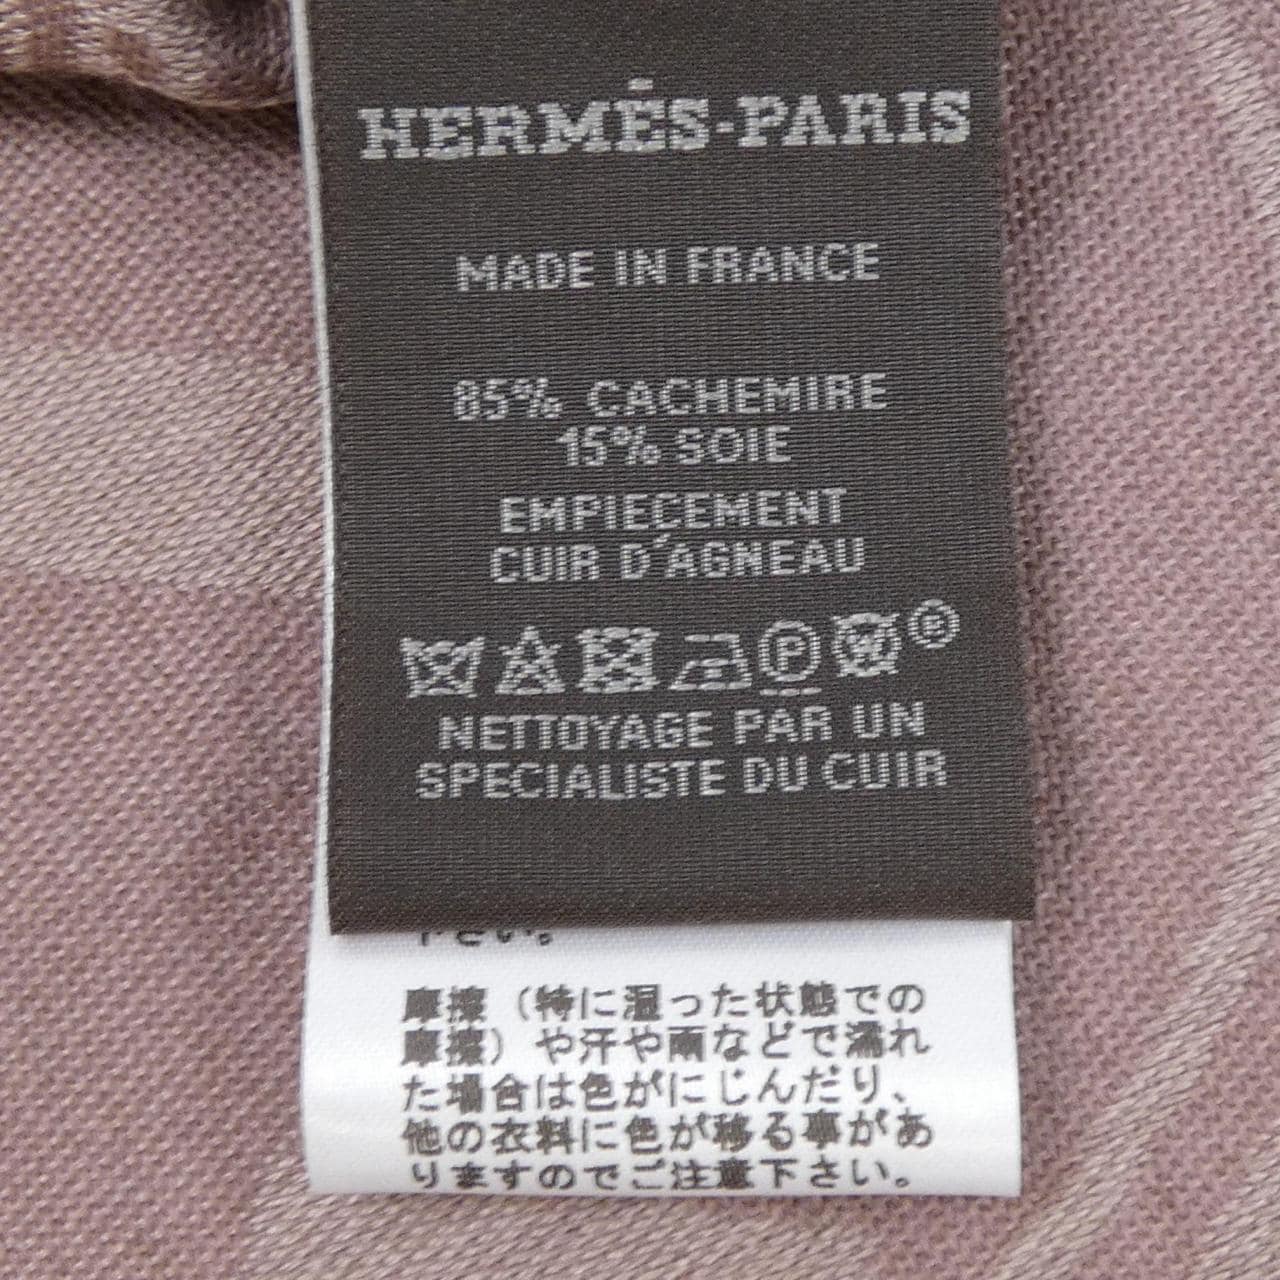 HERMÈS-PARIS
MADE IN FRANCE
85% CACHEMIRE
15% SOIE
EMPIECEMENT
CUIR D'AGNEAU
P
NETTOYAGE PAR UN
SPECIALISTE DU CUIR
下さい。
摩擦（特に湿った状態での
摩擦）や汗や雨などで濡れ
た場合は色がにじんだり、
他の衣料に色が移る事があ
りますのでご注意下さい。